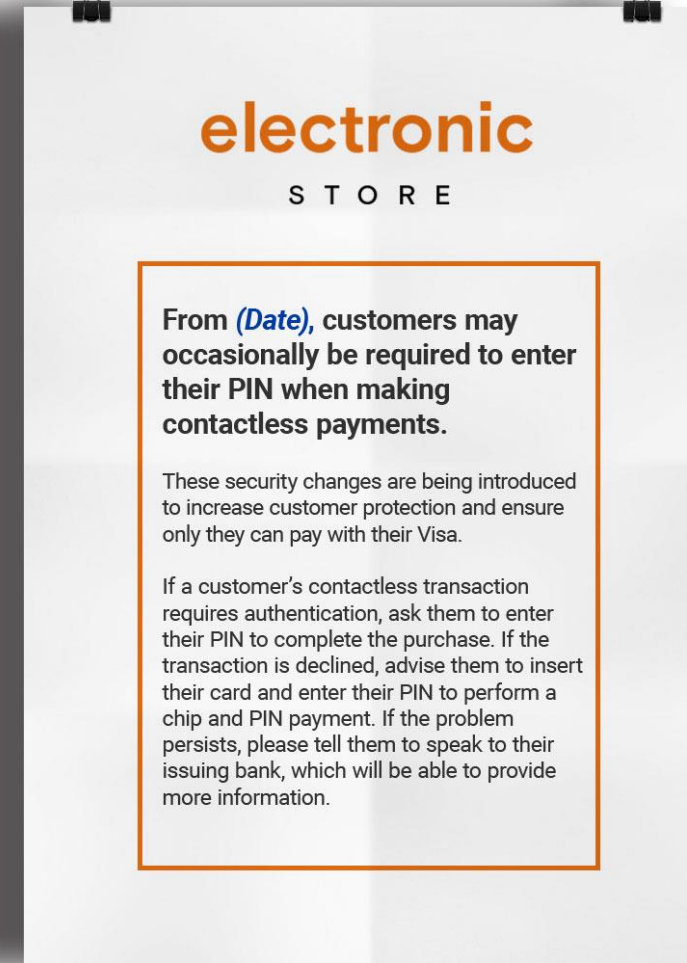 electronic
STORE
From (Date), customers may
occasionally be required to enter
their PIN when making
contactless payments.
These security changes are being introduced
to increase customer protection and ensure
only they can pay with their Visa.
If a customer’s contactless transaction
requires authentication, ask them to enter
their PIN to complete the purchase. If the
transaction is declined, advise them to insert
their card and enter their PIN to perform a
chip and PIN payment. If the problem
persists, please tell them to speak to their
issuing bank, which will be able to provide
more information.